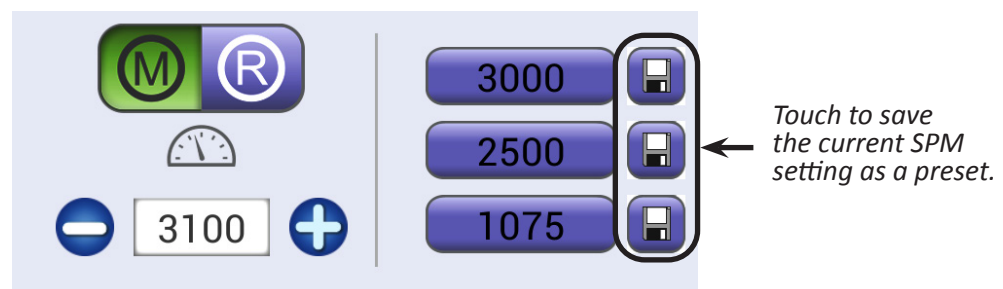 M R
3100
3000
2500
1075
Touch to save
the current SPM
setting as a preset.